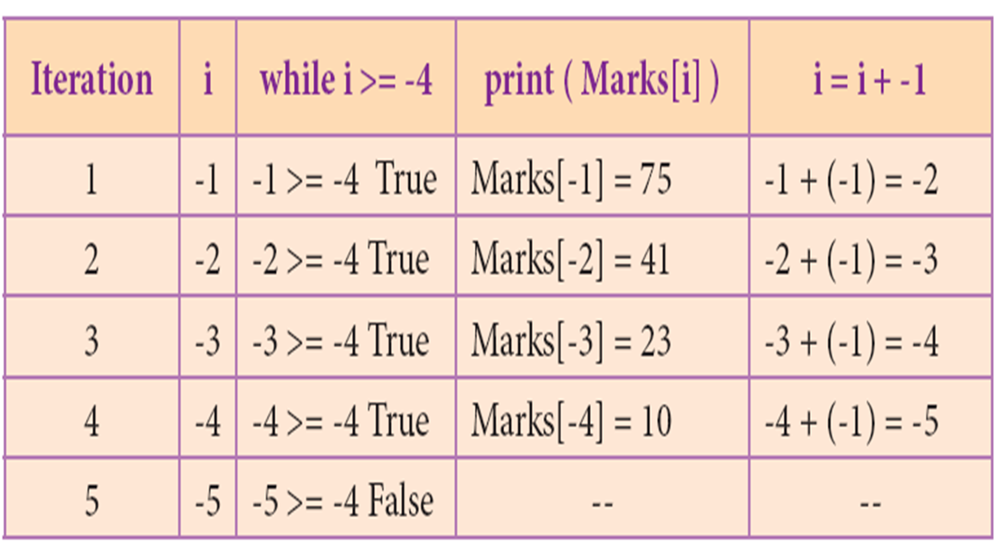 Iteration i while i >= -4 print ( Marks[i] ) i = i + -1
1 -1 -1 >= -4 True Marks[-1] = 75 -1 + (-1) = -2
2 -2 -2 >= -4 True Marks[-2] = 41 -2 + (-1) = -3
3 -3 -3 >= -4 True Marks[-3] = 23 -3 + (-1) = -4
4 -4 -4 >= -4 True Marks[-4] = 10 -4 + (-1) = -5
5 -5 -5 >= -4 False -- --